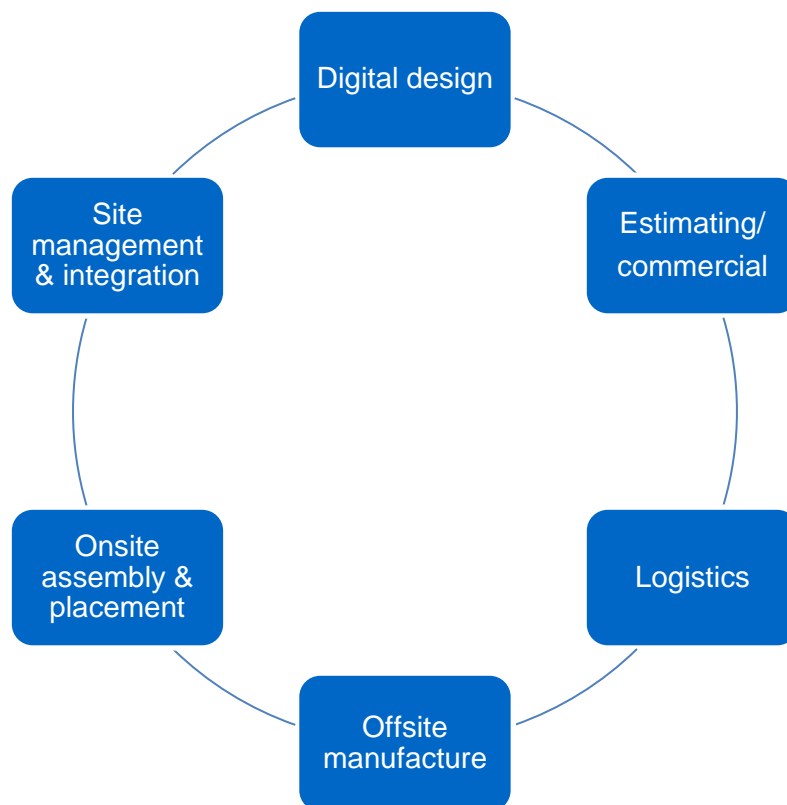 Digital design
Estimating/
commercial
Logistics
Offsite
manufacture
Onsite
assembly &
placement
Site
management
& integration